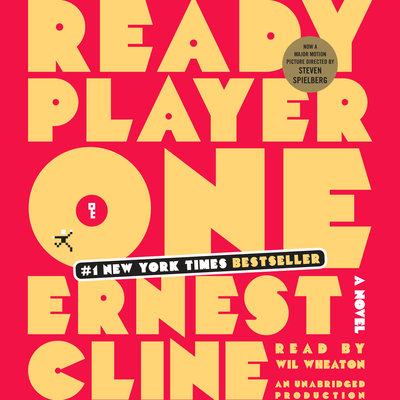 READY
PLAYER
ONE
NOW A
MAJOR MOTION
PICTURE DIRECTED BY
STEVEN
SPIELBERG
#1 NEW YORK TIMES BESTSELLER
ERNEST
CLINE
A NOVEL
READ BY
WIL WHEATON
AN UNABRIDGED
PRODUCTION